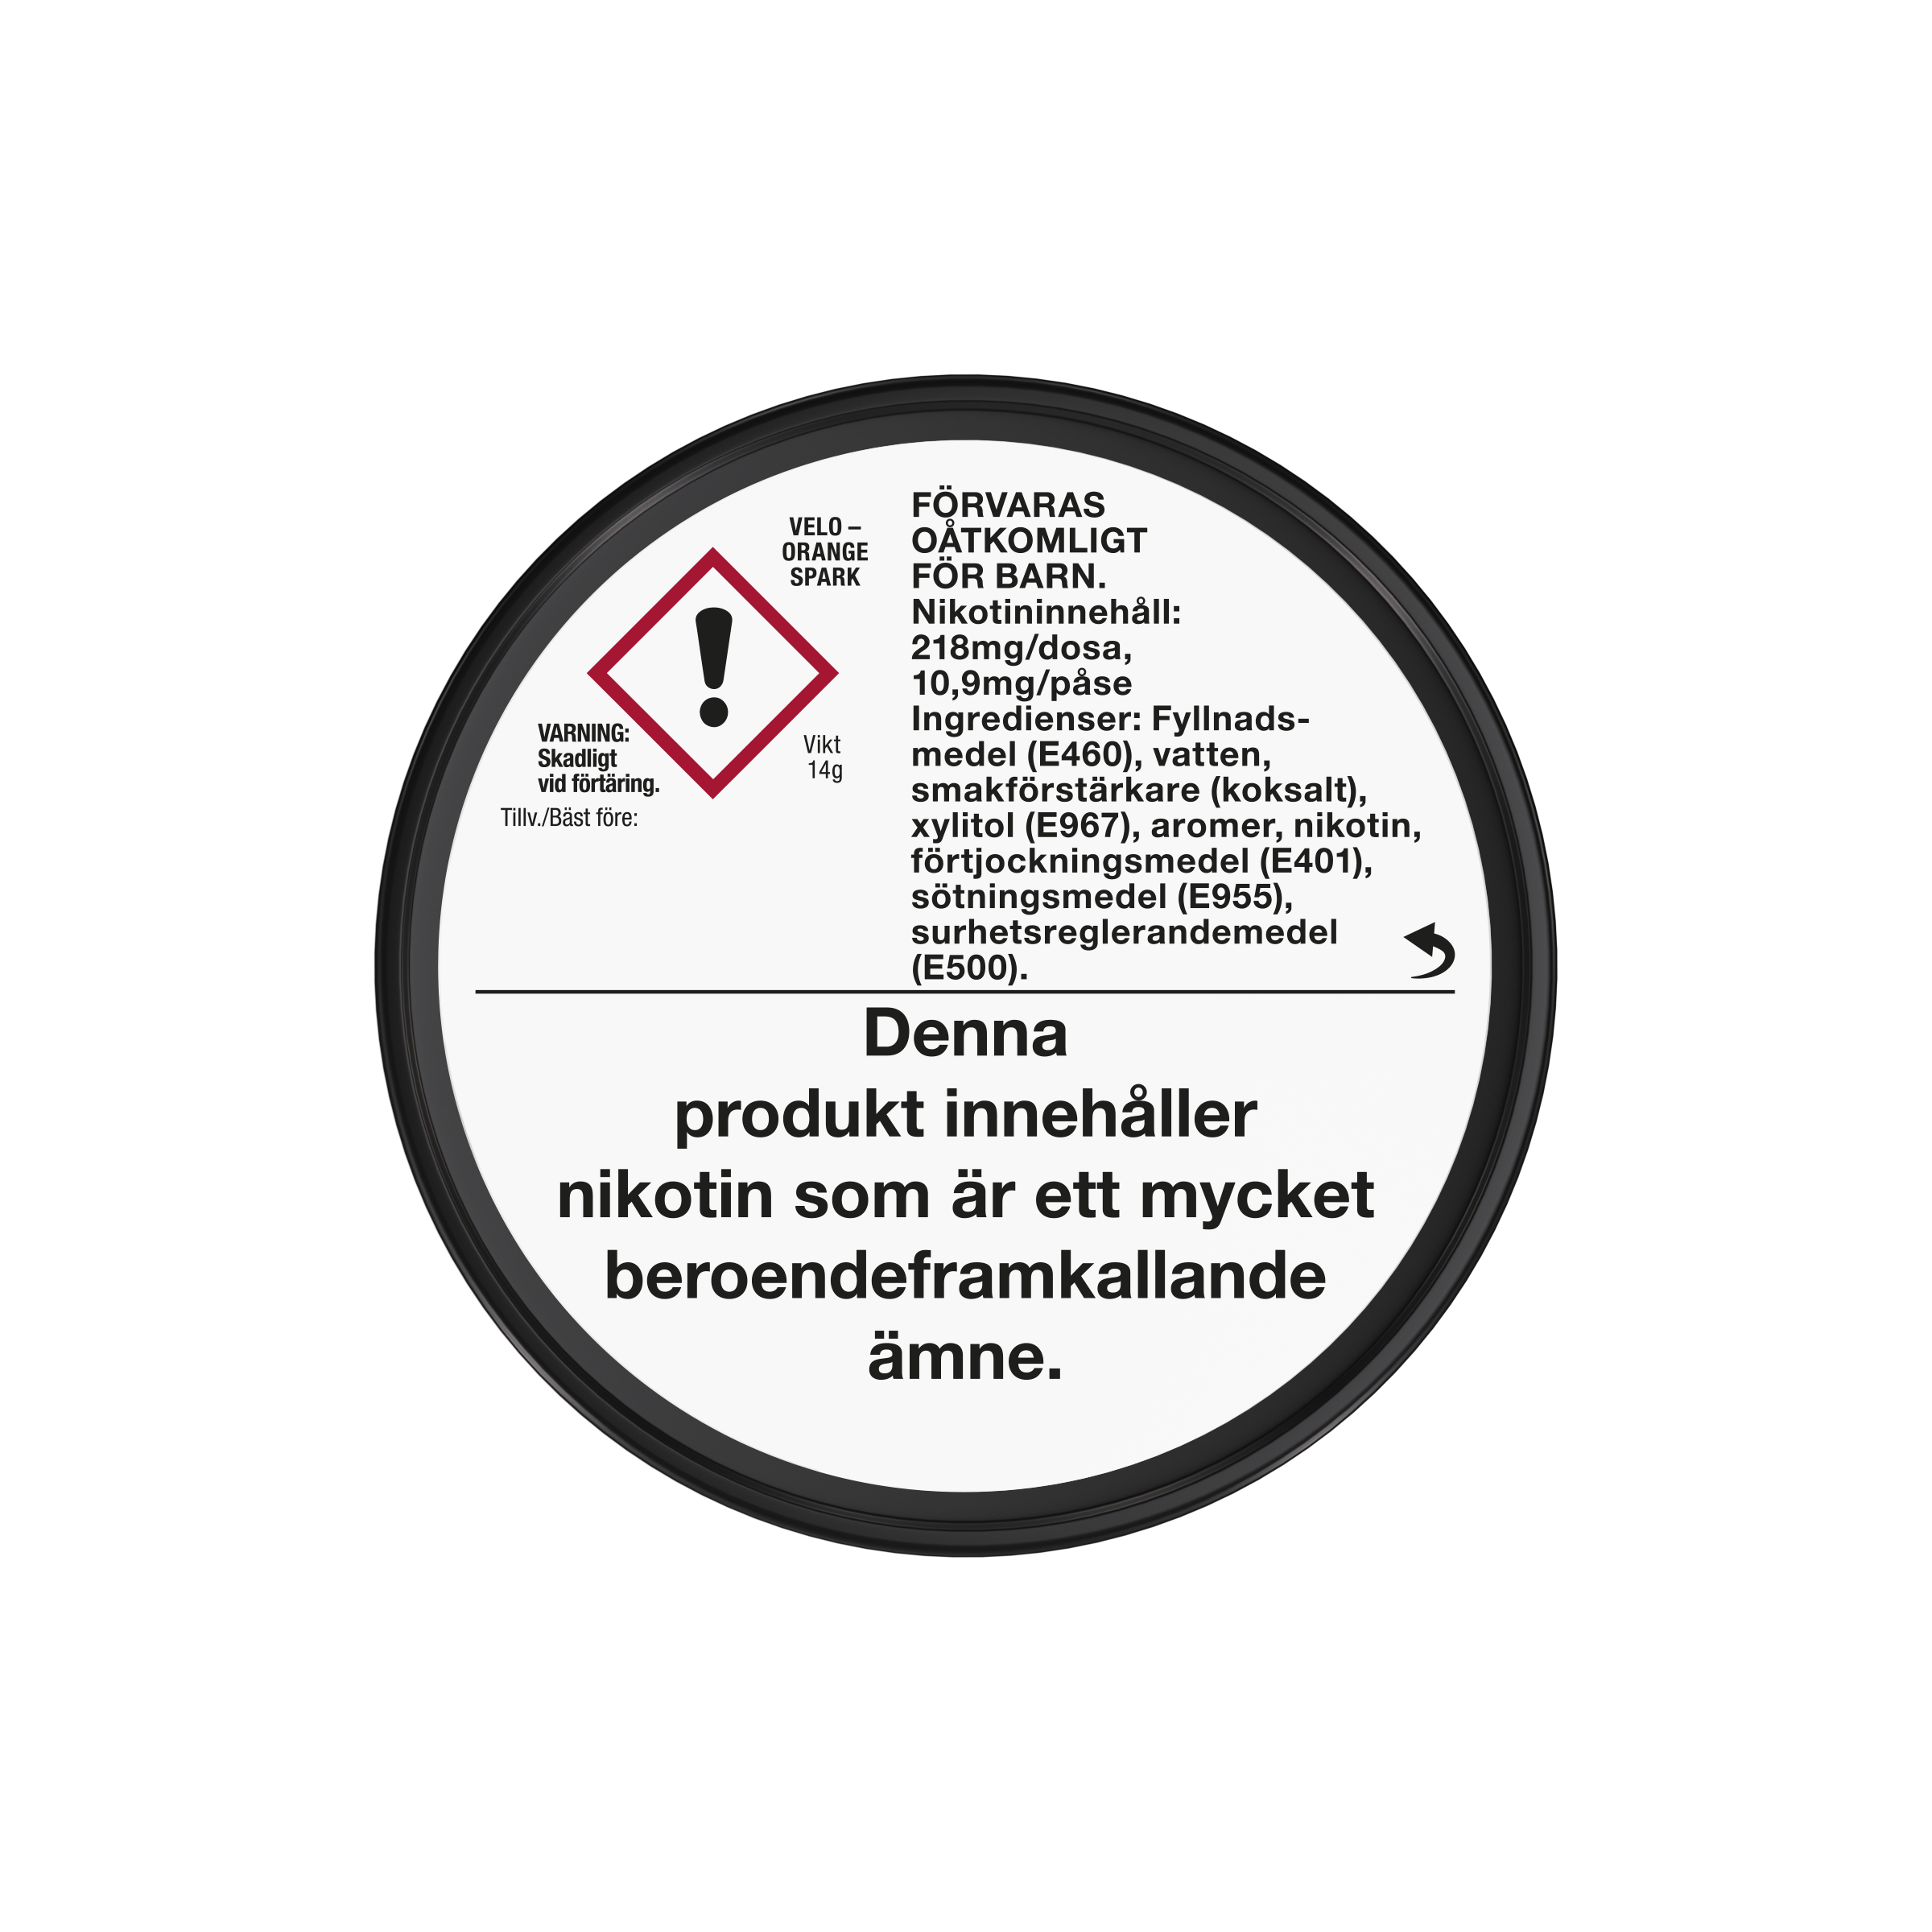 VELO –
ORANGE
SPARK
VARNING:
Skadligt
vid förtäring.
Vikt
14g
Tillv./Bäst före:
FÖRVARAS
OÅTKOMLIGT
FÖR BARN.
Nikotininnehåll:
218mg/dosa,
10,9mg/påse
Ingredienser: Fyllnads-
medel (E460), vatten,
smakförstärkare (koksalt),
xylitol (E967), aromer, nikotin,
förtjockningsmedel (E401),
sötningsmedel (E955),
surhetsreglerandemedel
(E500).
Denna
produkt innehåller
nikotin som är ett mycket
beroendeframkallande
ämne.